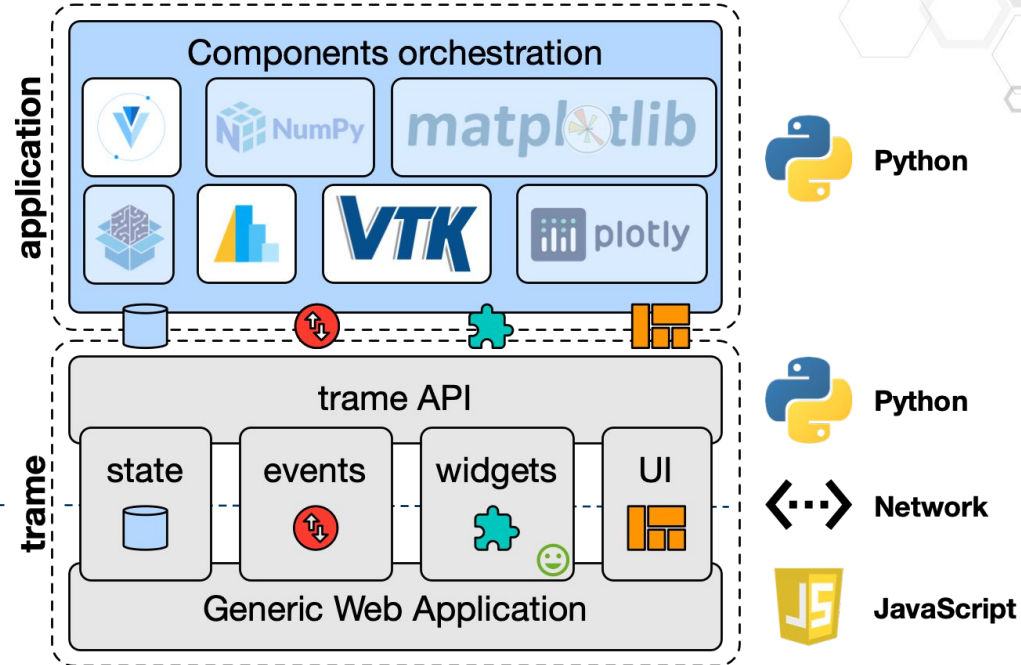 application
Components orchestration
NumPy
matplotlib
VTK
plotly
Python
trame
trame API
Python
state
events
widgets
UI
Network
Generic Web Application
JS
JavaScript